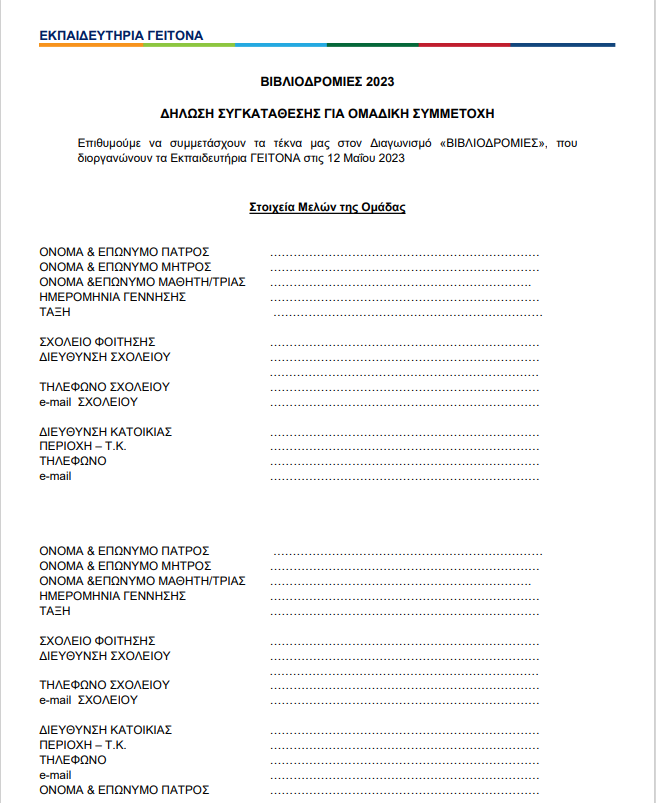 ΕΚΠΑΙΔΕΥΤΗΡΙΑ ΓΕΙΤΟΝΑ
ΒΙΒΛΙΟΔΡΟΜΙΕΣ 2023
ΔΗΛΩΣΗ ΣΥΓΚΑΤΑΘΕΣΗΣ ΓΙΑ ΟΜΑΔΙΚΗ ΣΥΜΜΕΤΟΧΗ
Επιθυμούμε να συμμετάσχουν τα τέκνα μας στον Διαγωνισμό «ΒΙΒΛΙΟΔΡΟΜΙΕΣ», που
διοργανώνουν τα Εκπαιδευτήρια ΓΕΙΤΟΝΑ στις 12 Μαΐου 2023
Στοιχεία Μελών της Ομάδας
ΟΝΟΜΑ & ΕΠΩΝΥΜΟ ΠΑΤΡΟΣ ……………………………………………………………
ΟΝΟΜΑ & ΕΠΩΝΥΜΟ ΜΗΤΡΟΣ ……………………………………………………………
ΟΝΟΜΑ &ΕΠΩΝΥΜΟ ΜΑΘΗΤΗ/ΤΡΙΑΣ ……………………………………………………………
ΗΜΕΡΟΜΗΝΙΑ ΓΕΝΝΗΣΗΣ ……………………………………………………………
ΤΑΞΗ ……………………………………………………………
ΣΧΟΛΕΙΟ ΦΟΙΤΗΣΗΣ ……………………………………………………………
ΔΙΕΥΘΥΝΣΗ ΣΧΟΛΕΙΟΥ ……………………………………………………………
……………………………………………………………
ΤΗΛΕΦΩΝΟ ΣΧΟΛΕΙΟΥ ……………………………………………………………
e-mail ΣΧΟΛΕΙΟΥ ……………………………………………………………
ΔΙΕΥΘΥΝΣΗ ΚΑΤΟΙΚΙΑΣ ……………………………………………………………
ΠΕΡΙΟΧΗ – Τ.Κ. ……………………………………………………………
ΤΗΛΕΦΩΝΟ ……………………………………………………………
e-mail ……………………………………………………………
ΟΝΟΜΑ & ΕΠΩΝΥΜΟ ΠΑΤΡΟΣ ……………………………………………………………
ΟΝΟΜΑ & ΕΠΩΝΥΜΟ ΜΗΤΡΟΣ ……………………………………………………………
ΟΝΟΜΑ &ΕΠΩΝΥΜΟ ΜΑΘΗΤΗ/ΤΡΙΑΣ ……………………………………………………………
ΗΜΕΡΟΜΗΝΙΑ ΓΕΝΝΗΣΗΣ ……………………………………………………………
ΤΑΞΗ ……………………………………………………………
ΣΧΟΛΕΙΟ ΦΟΙΤΗΣΗΣ ……………………………………………………………
ΔΙΕΥΘΥΝΣΗ ΣΧΟΛΕΙΟΥ ……………………………………………………………
……………………………………………………………
ΤΗΛΕΦΩΝΟ ΣΧΟΛΕΙΟΥ ……………………………………………………………
e-mail ΣΧΟΛΕΙΟΥ ……………………………………………………………
ΔΙΕΥΘΥΝΣΗ ΚΑΤΟΙΚΙΑΣ ……………………………………………………………
ΠΕΡΙΟΧΗ – Τ.Κ. ……………………………………………………………
ΤΗΛΕΦΩΝΟ ……………………………………………………………
e-mail ……………………………………………………………
ΟΝΟΜΑ & ΕΠΩΝΥΜΟ ΠΑΤΡΟΣ ……………………………………………………………